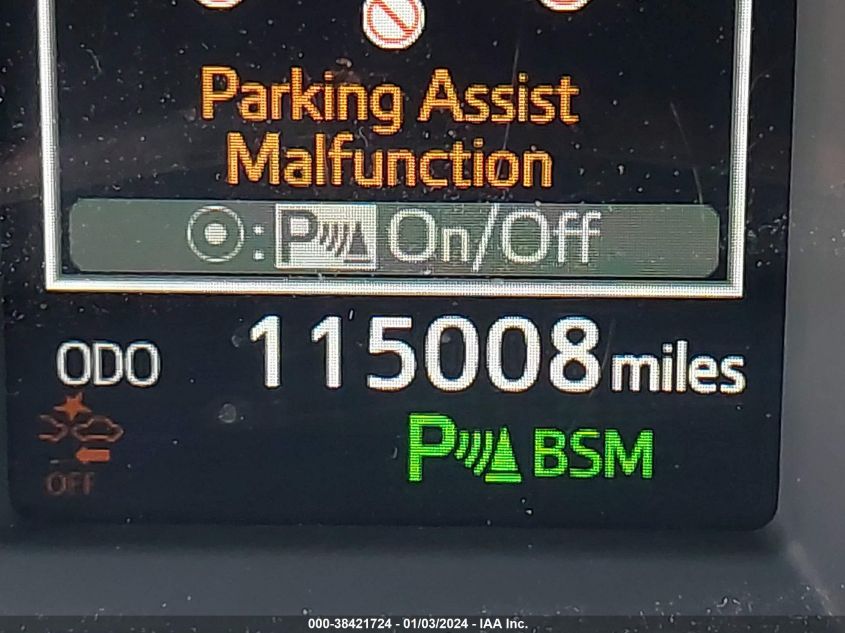 Parking Assist
Malfunction
: P On/Off
ODO 115008 miles
OFF P BSM
000-38421724 - 01/03/2024 - IAA Inc.